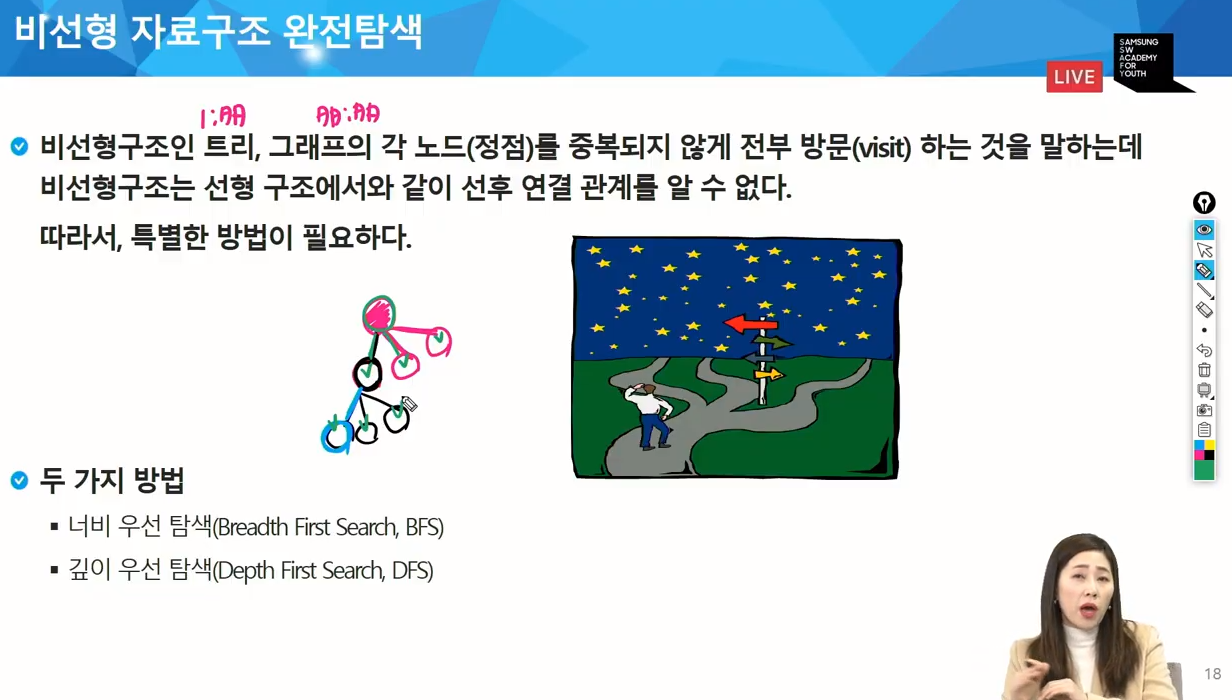 비선형 자료구조 완전탐색
SAMSUNG
SW ACADEMY
FOR
YOUTH
LIVE
비선형구조인 트리, 그래프의 각 노드(정점)를 중복되지 않게 전부 방문(visit) 하는 것을 말하는데
비선형구조는 선형 구조에서와 같이 선후 연결 관계를 알 수 없다.
따라서, 특별한 방법이 필요하다.
두 가지 방법
▪ 너비 우선 탐색(Breadth First Search, BFS)
▪ 깊이 우선 탐색(Depth First Search, DFS)
18